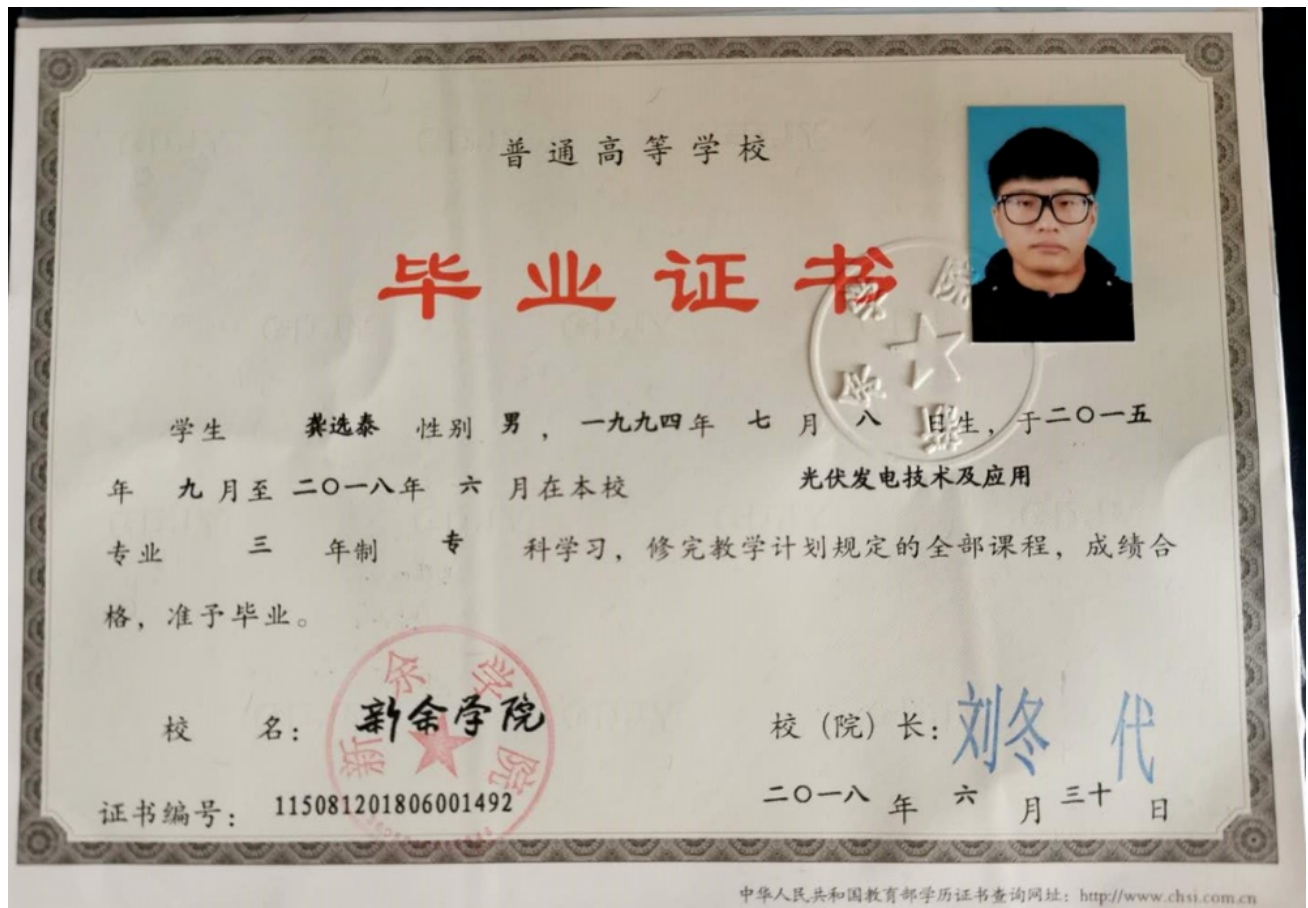 普通高等学校
毕业证书
学生 龚选泰 性别 男 ，一九九四年 七 月 八 日生，于二〇一五
年 九 月至 二〇一八年 六 月在本校 光伏发电技术及应用
专业 三 年制 专 科学习，修完教学计划规定的全部课程，成绩合
格，准予毕业。
新余学院
校 名： 新余学院 校（院）长：刘冬 代
证书编号： 115081201806001492 二〇一八 年 六 月 三十 日
中华人民共和国教育部学历证书查询网址：http://www.chsi.com.cn